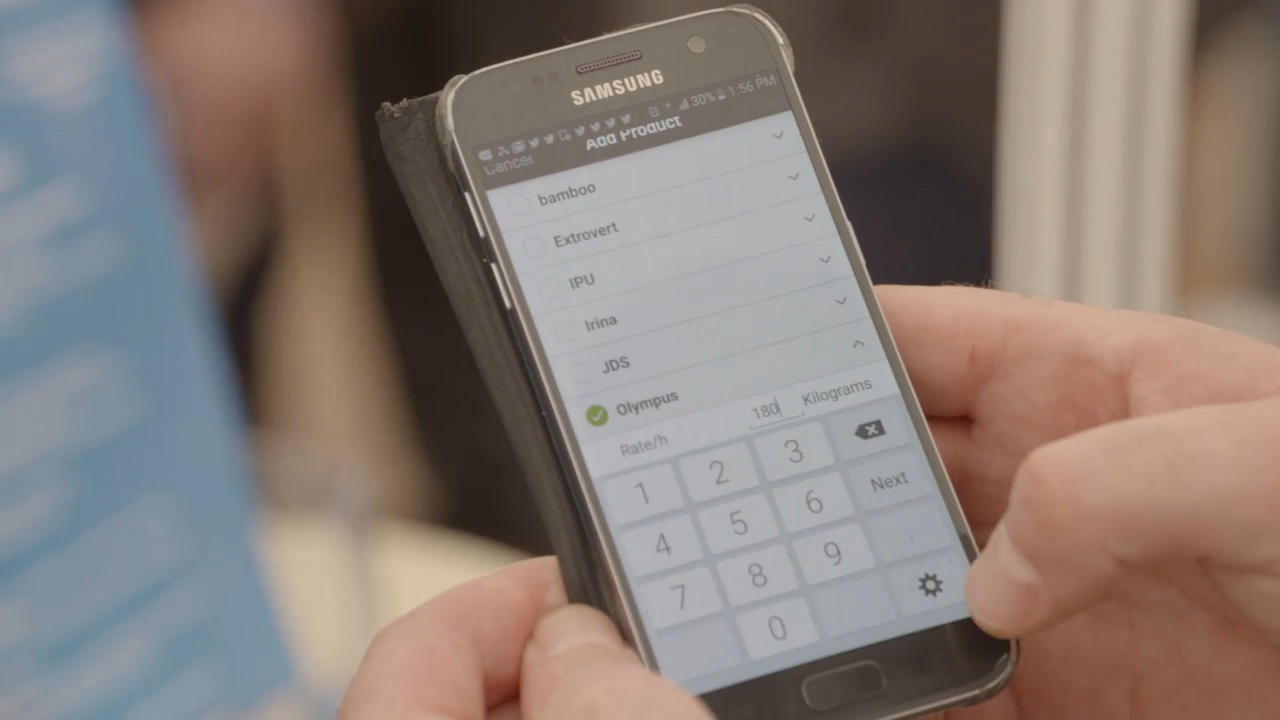 SAMSUNG
30% 1:56 PM
Cancel Add Product
bamboo
Extrovert
IPU
Irina
JDS
Olympus
Rate/h 180 Kilograms
1 2 3
4 5 6 Next
7 8 9 .
0